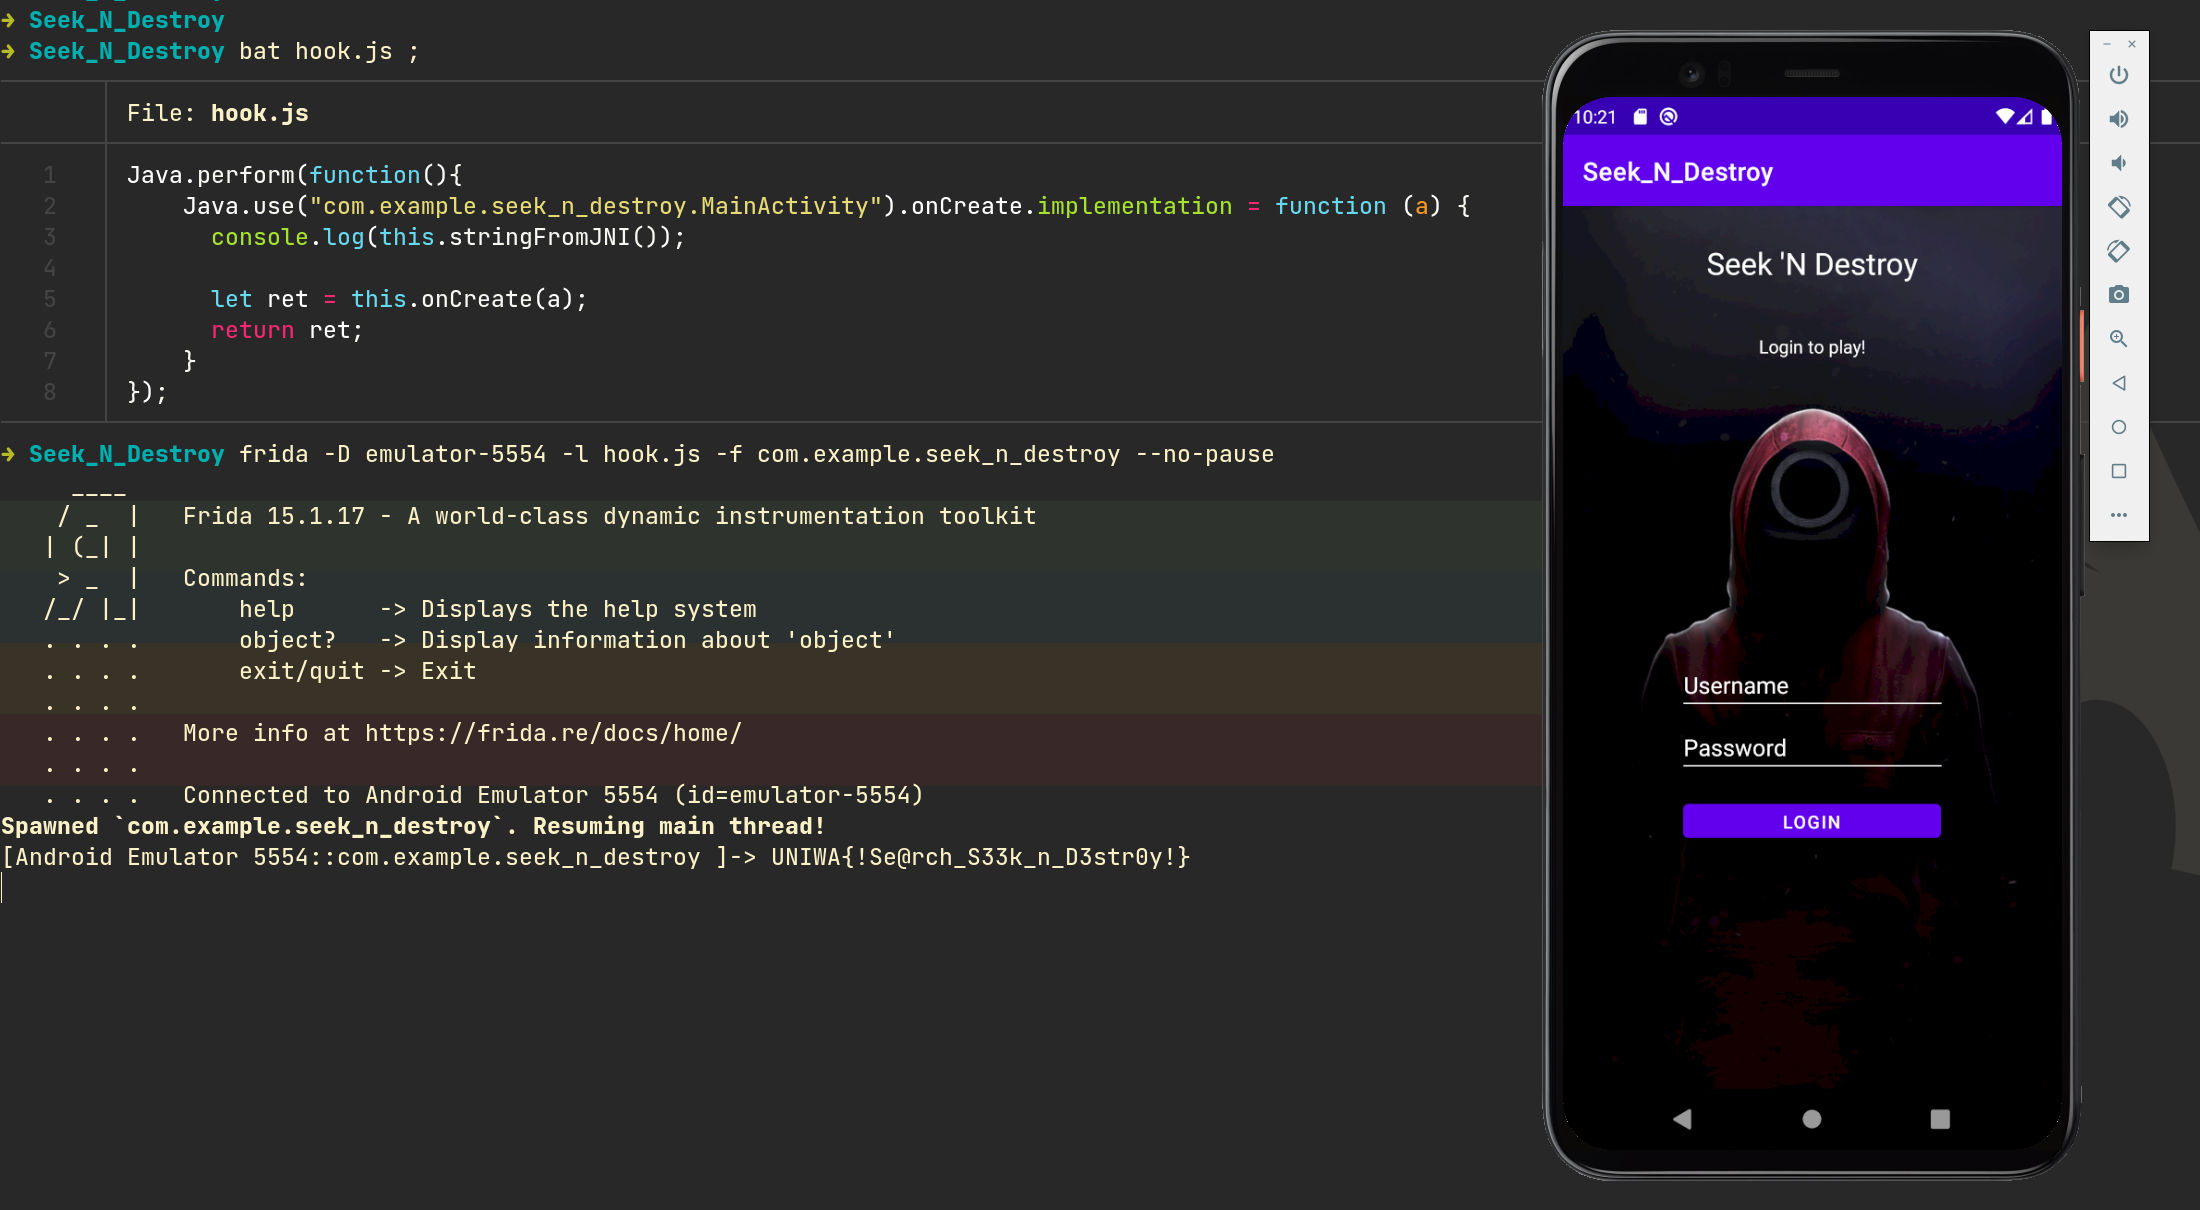 → Seek_N_Destroy
→ Seek_N_Destroy bat hook.js ;
File: hook.js
1 Java.perform(function(){
2 Java.use("com.example.seek_n_destroy.MainActivity").onCreate.implementation = function (a) {
3 console.log(this.stringFromJNI());
4
5 let ret = this.onCreate(a);
6 return ret;
7 }
8 });
→ Seek_N_Destroy frida -D emulator-5554 -l hook.js -f com.example.seek_n_destroy --no-pause
____
/ _ | Frida 15.1.17 - A world-class dynamic instrumentation toolkit
| (_| |
> _ | Commands:
/_/ |_| help -> Displays the help system
. . . . object? -> Display information about 'object'
. . . . exit/quit -> Exit
. . . .
. . . . More info at https://frida.re/docs/home/
. . . .
. . . . Connected to Android Emulator 5554 (id=emulator-5554)
Spawned `com.example.seek_n_destroy`. Resuming main thread!
[Android Emulator 5554::com.example.seek_n_destroy ]-> UNIWA{!Se@rch_S33k_n_D3str0y!}
10:21
Seek_N_Destroy
Seek 'N Destroy
Login to play!
Username
Password
LOGIN